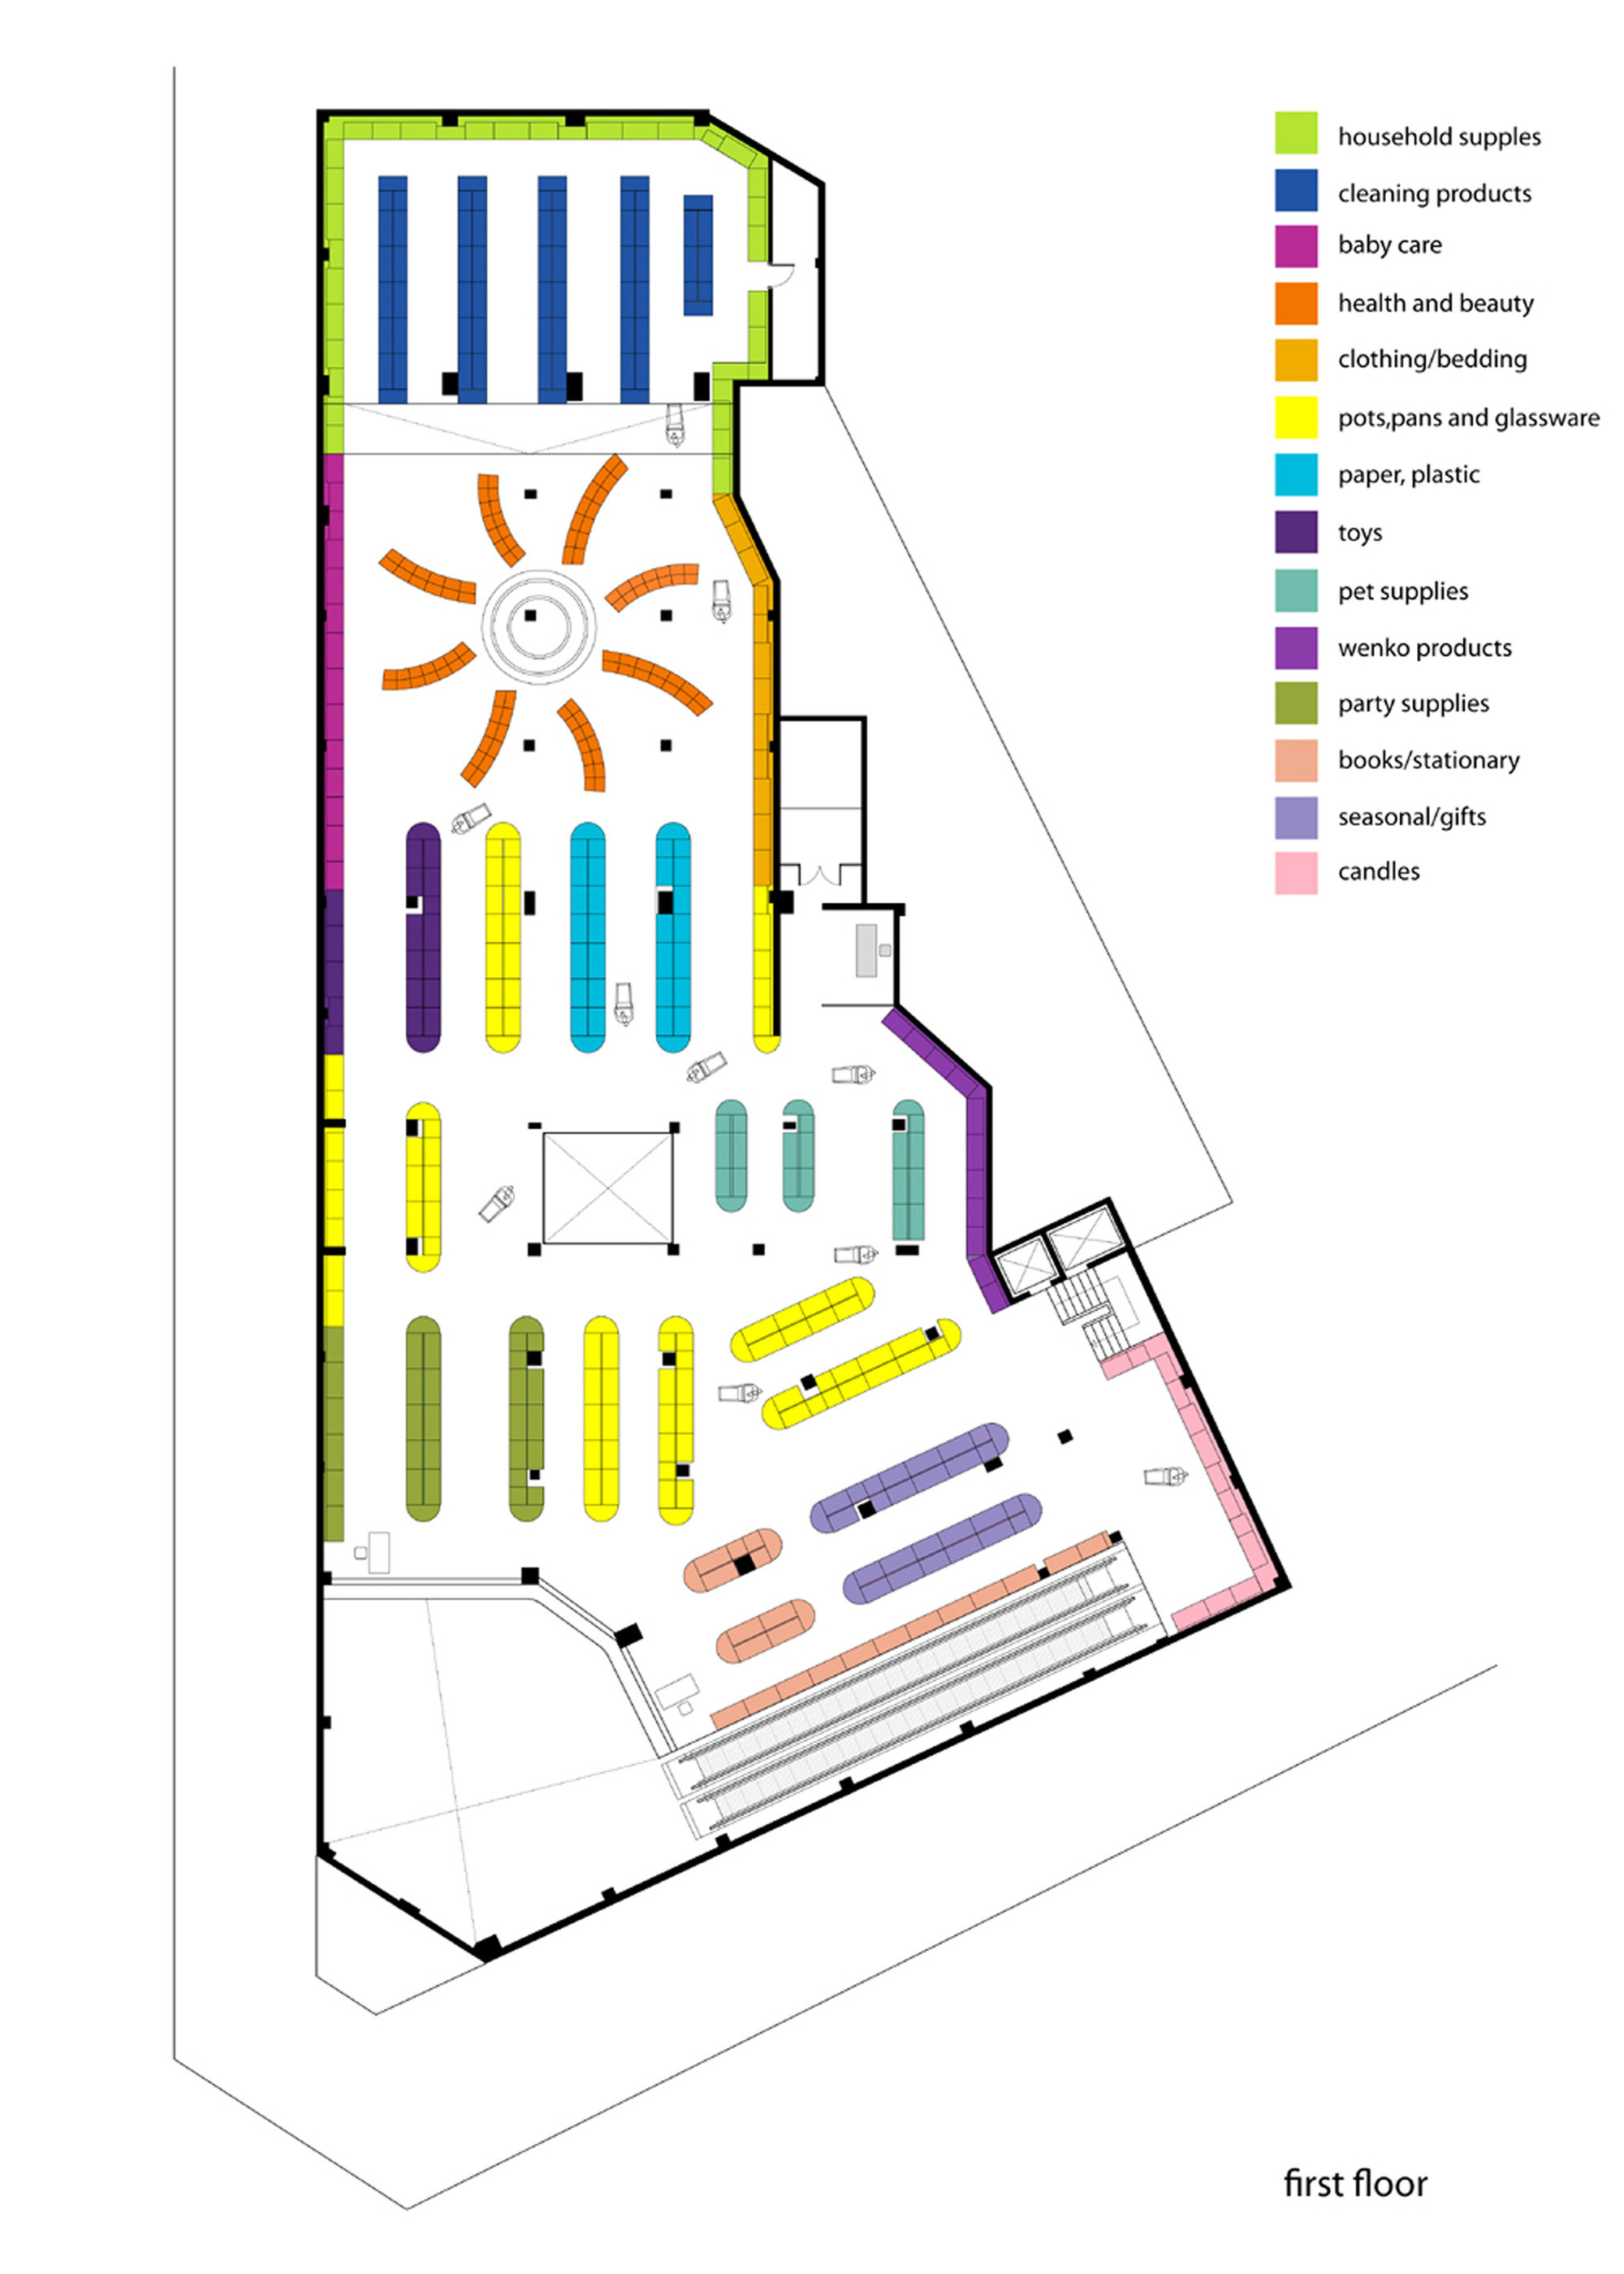 household supples
cleaning products
baby care
health and beauty
clothing/bedding
pots,pans and glassware
paper, plastic
toys
pet supplies
wenko products
party supplies
books/stationary
seasonal/gifts
candles
first floor